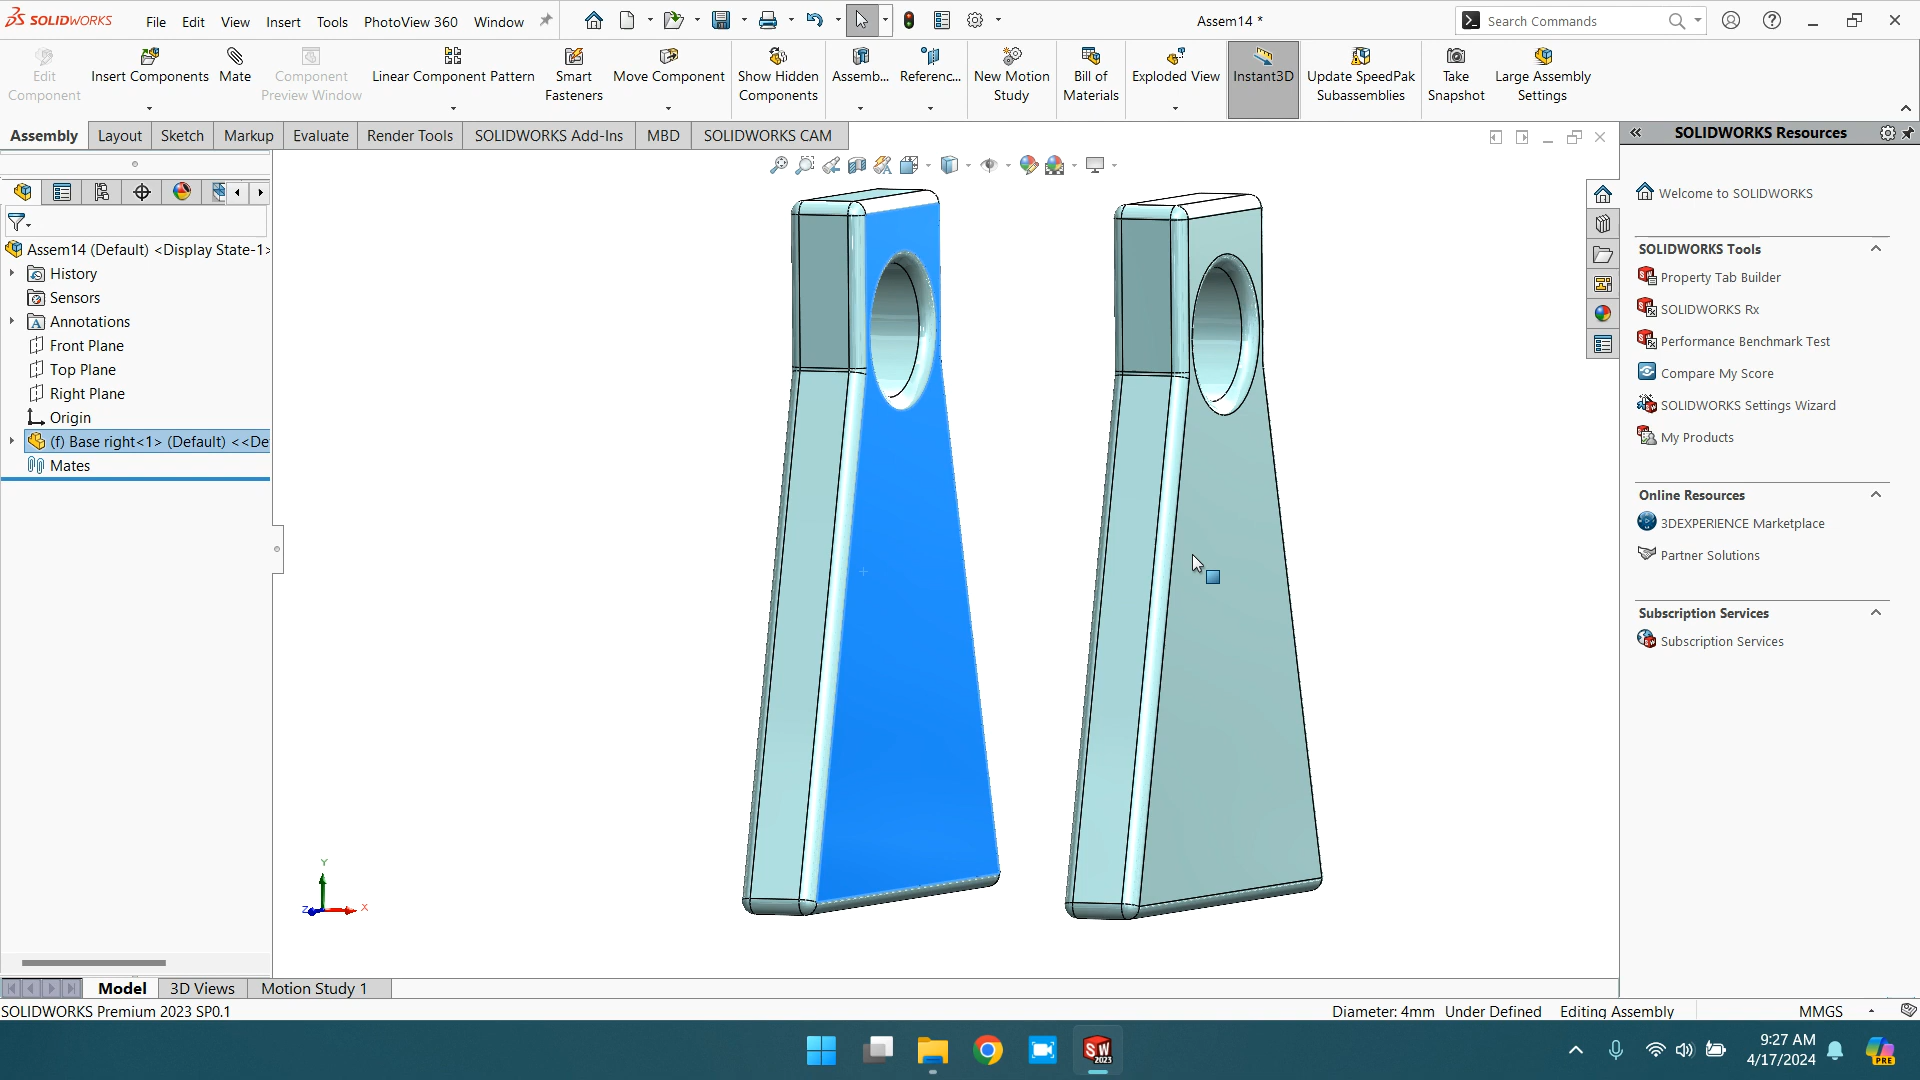 SOLIDWORKS File Edit View Insert Tools PhotoView 360 Window Assem14 * Search Commands
Edit Component
Insert Components
Mate
Component Preview Window
Linear Component Pattern
Smart Fasteners
Move Component
Show Hidden Components
Assemb...
Referenc...
New Motion Study
Bill of Materials
Exploded View
Instant3D
Update SpeedPak Subassemblies
Take Snapshot
Large Assembly Settings
Assembly Layout Sketch Markup Evaluate Render Tools SOLIDWORKS Add-Ins MBD SOLIDWORKS CAM
Assem14 (Default) <Display State-1>
History
Sensors
Annotations
Front Plane
Top Plane
Right Plane
Origin
(f) Base right<1> (Default) <<De
Mates
Y
Z
X
SOLIDWORKS Resources
Welcome to SOLIDWORKS
SOLIDWORKS Tools
Property Tab Builder
SOLIDWORKS Rx
Performance Benchmark Test
Compare My Score
SOLIDWORKS Settings Wizard
My Products
Online Resources
3DEXPERIENCE Marketplace
Partner Solutions
Subscription Services
Subscription Services
Model 3D Views Motion Study 1
SOLIDWORKS Premium 2023 SP0.1 Diameter: 4mm Under Defined Editing Assembly MMGS
SW 2023
9:27 AM
4/17/2024
PRE